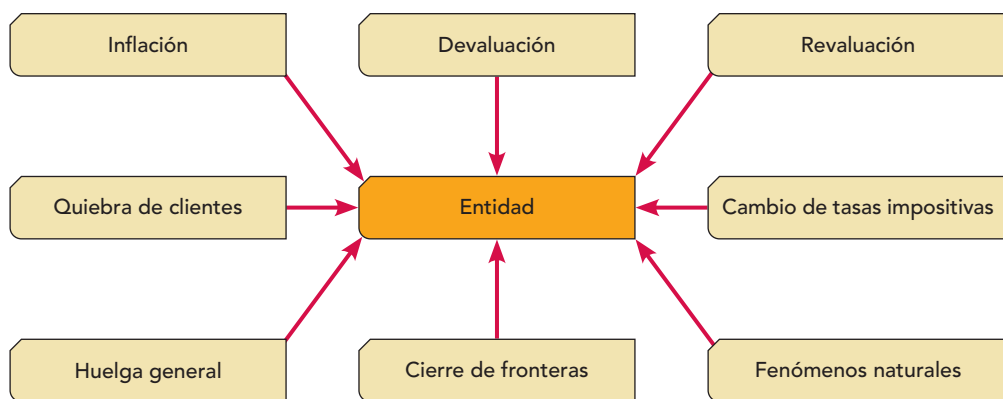 Inflación
Devaluación
Revaluación
Quiebra de clientes
Entidad
Cambio de tasas impositivas
Huelga general
Cierre de fronteras
Fenómenos naturales